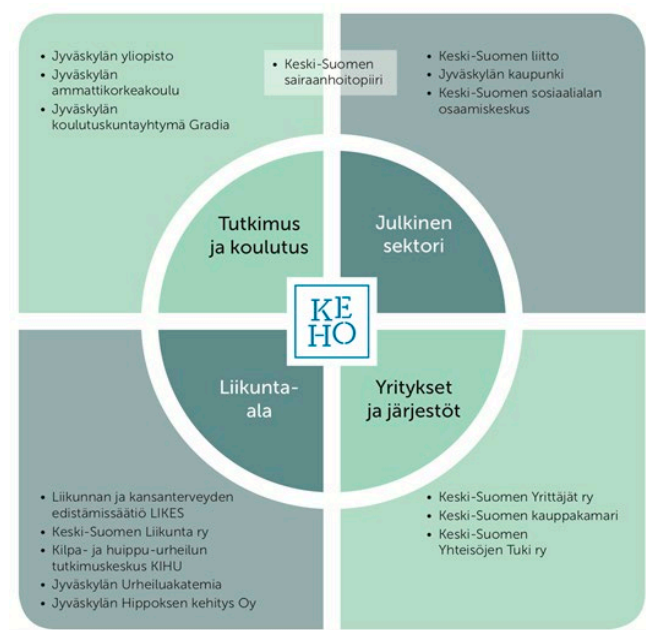 • Jyväskylän yliopisto
• Jyväskylän
ammattikorkeakoulu
• Jyväskylän
koulutuskuntayhtymä Gradia
• Keski-Suomen
sairaanhoitopiiri
• Keski-Suomen liitto
• Jyväskylän kaupunki
• Keski-Suomen sosiaalialan
osaamiskeskus
Tutkimus
ja koulutus
Julkinen
sektori
KE
HO
Liikunta-
ala
Yritykset
ja järjestöt
• Liikunnan ja kansanterveyden
edistämissäätiö LIKES
• Keski-Suomen Liikunta ry
• Kilpa- ja huippu-urheilun
tutkimuskeskus KIHU
• Jyväskylän Urheiluakatemia
• Jyväskylän Hippoksen kehitys Oy
• Keski-Suomen Yrittäjät ry
• Keski-Suomen kauppakamari
• Keski-Suomen
Yhteisöjen Tuki ry